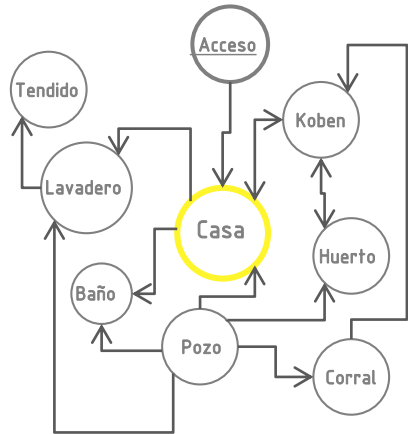 Acceso
Tendido
Koben
Lavadero
Casa
Huerto
Baño
Pozo
Corral